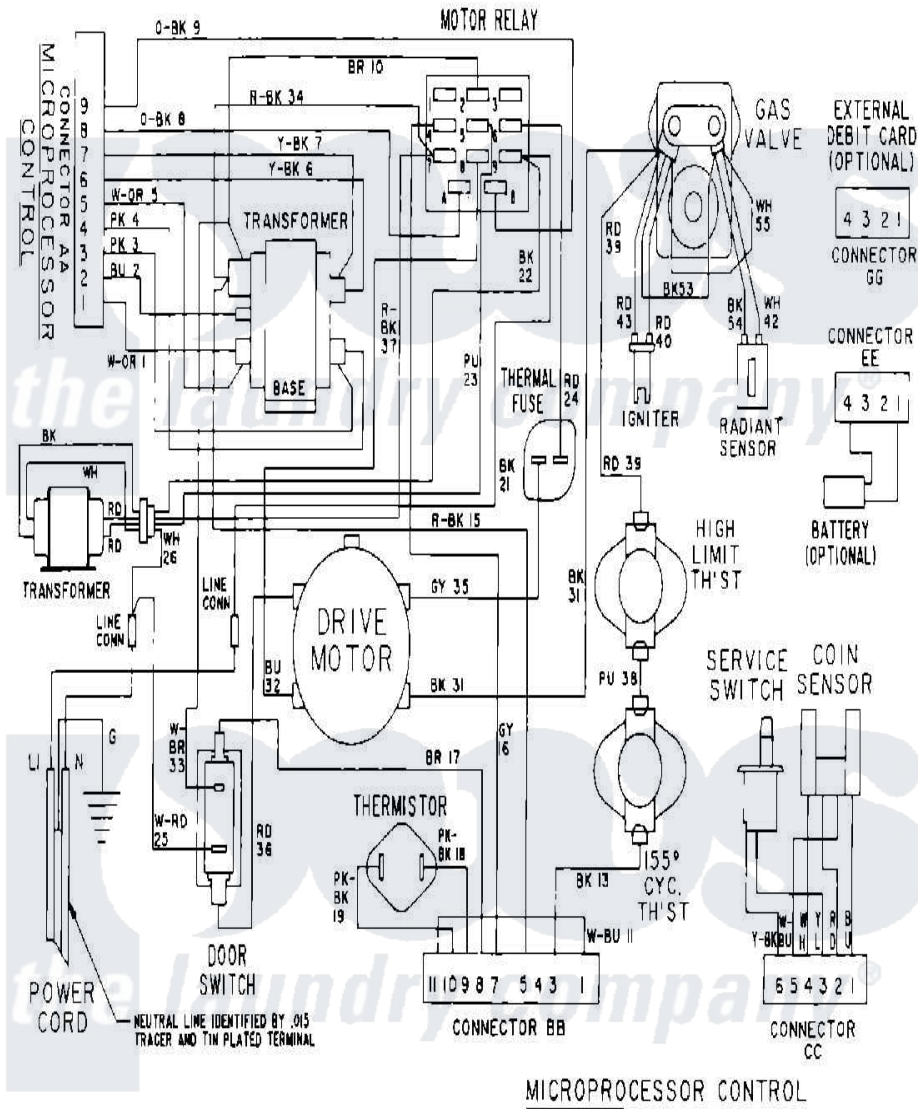 MOTOR RELAY
O-BK 9
BR 10
R-BK 34
O-BK 8
Y-BK 7
Y-BK 6
W-OR 5
PK 4
PK 3
BU 2
W-OR 1
MICROPROCESSOR
CONTROL
CONNECTOR AA
9
8
7
6
5
4
3
2
1
2
3
4
5
6
7
8
9
A
B
TRANSFORMER
BASE
GAS
VALVE
EXTERNAL
DEBIT CARD
(OPTIONAL)
4 3 2 1
CONNECTOR
GG
RD
39
WH
55
BK53
BK
22
R-
BK
37
PU
23
RD
43
RD
40
BK
54
WH
42
CONNECTOR
EE
4 3 2 1
THERMAL
FUSE
RD
24
IGNITER
RADIANT
SENSOR
BATTERY
(OPTIONAL)
BK
WH
RD
RD
WH
26
TRANSFORMER
BK
21
RD 39
R-BK 15
HIGH
LIMIT
TH'ST
LINE
CONN
LINE
CONN
GY 35
BK
31
DRIVE
MOTOR
BU
32
BK 31
PU 38
SERVICE
SWITCH
COIN
SENSOR
L1
N
G
W-
BR
33
BR 17
GY
16
W-RD
25
RD
36
THERMISTOR
PK-
BK 18
PK-
BK
19
BK 13
155°
CYC.
TH'ST
W-BU 11
Y-BK
W-
BU
WH
YL
RD
BU
DOOR
SWITCH
11 10 9 8 7 5 4 3 1
CONNECTOR BB
6 5 4 3 2 1
CONNECTOR
CC
POWER
CORD
NEUTRAL LINE IDENTIFIED BY .015
TRACER AND TIN PLATED TERMINAL
MICROPROCESSOR CONTROL
the laundry company®
the laundry company®